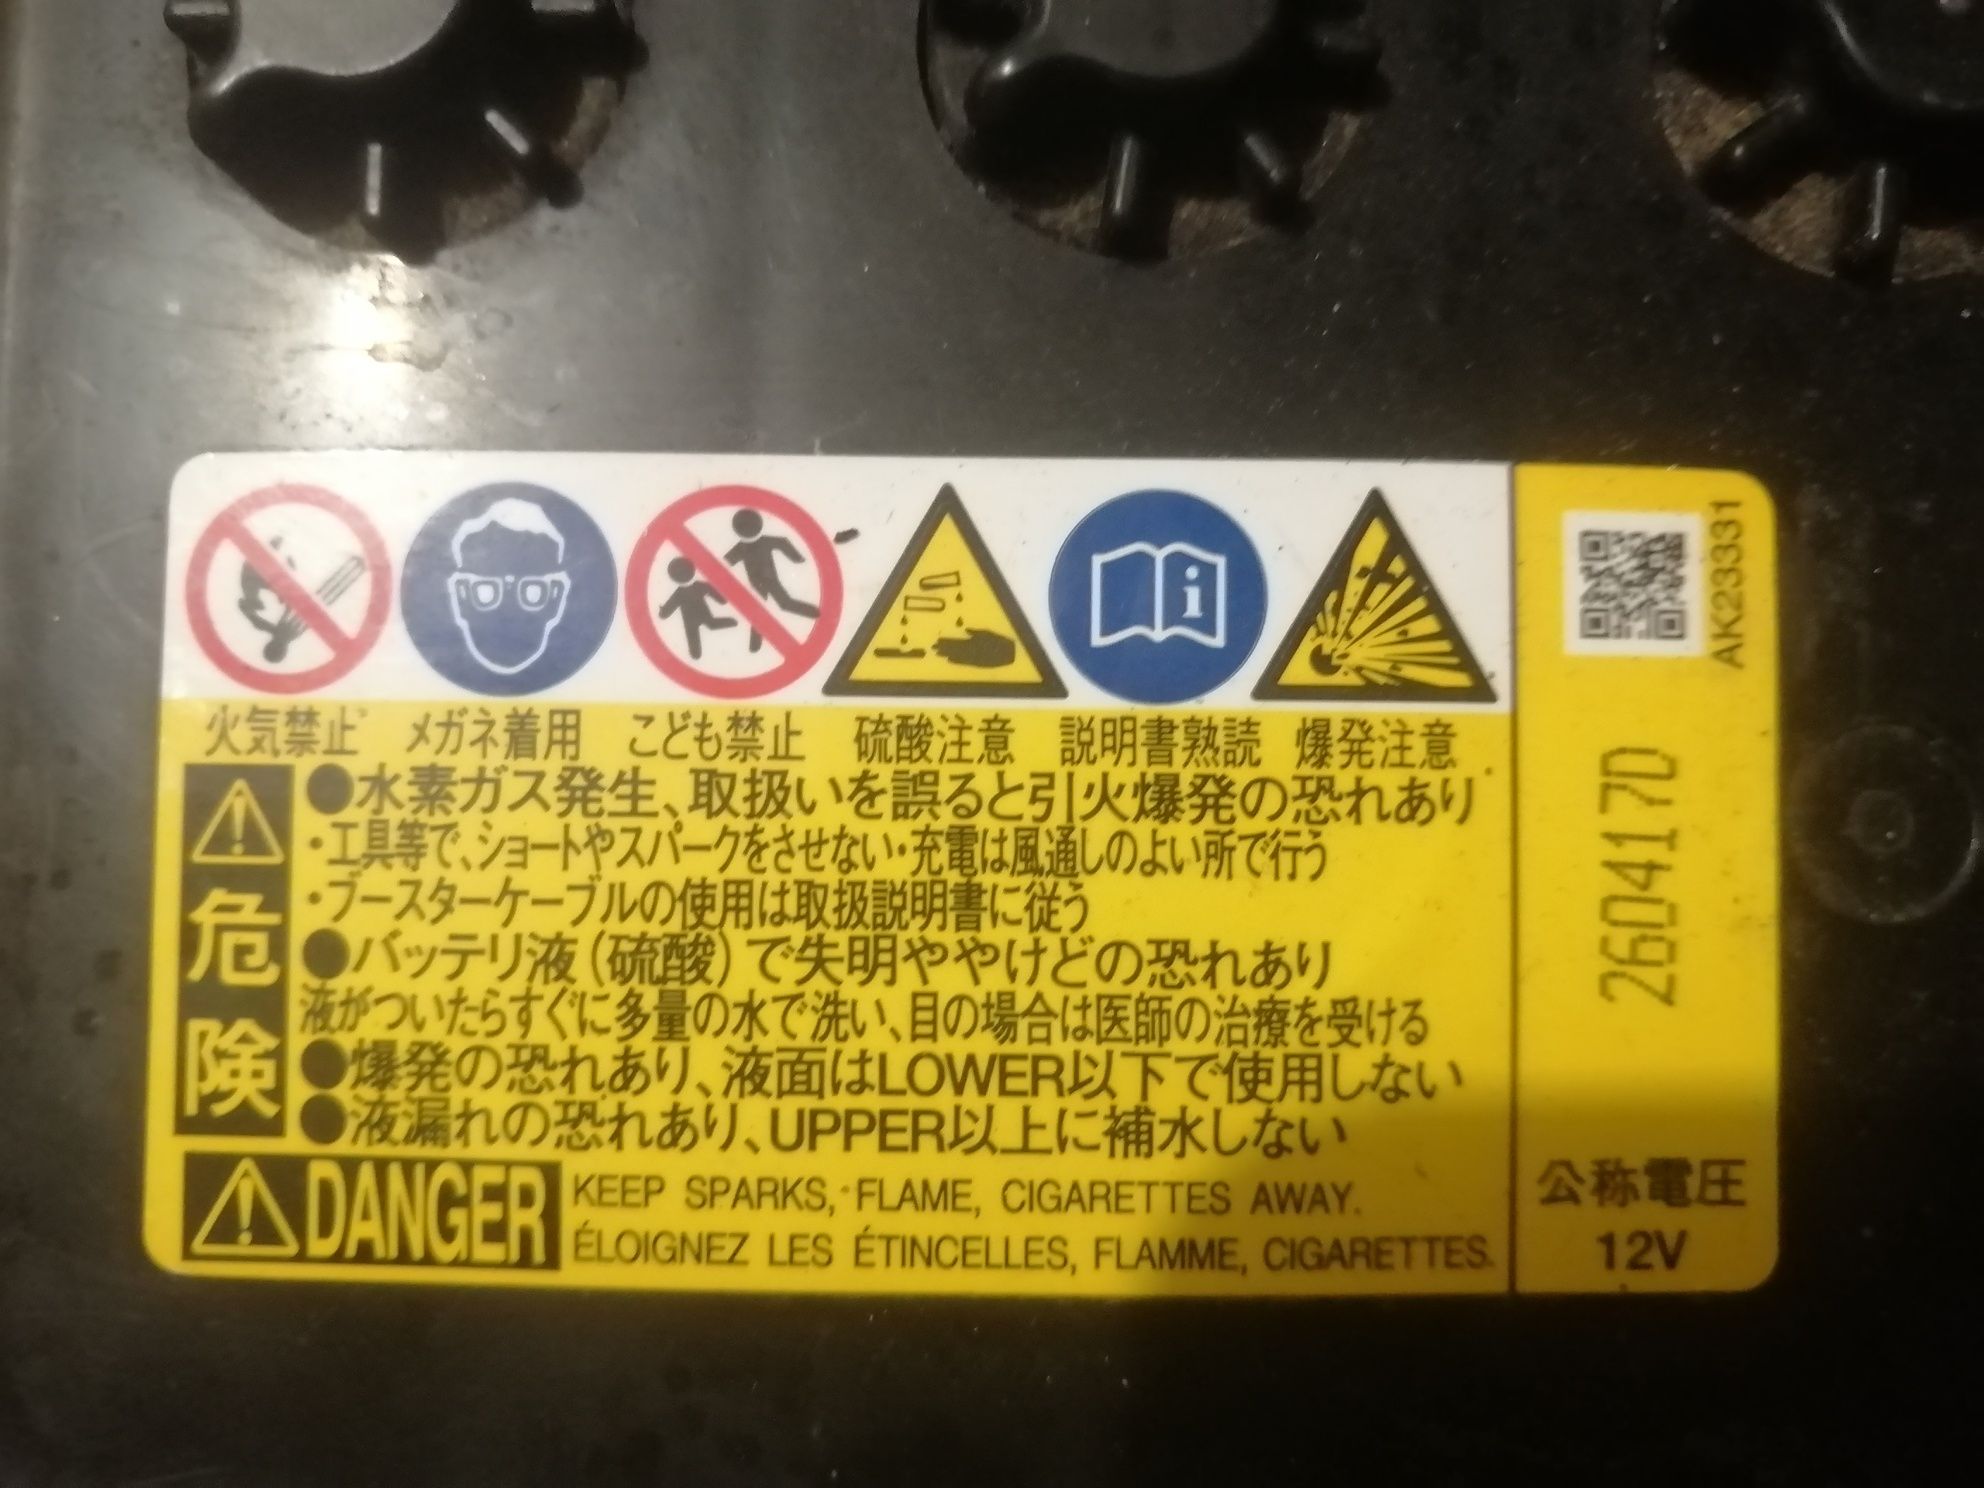 火気禁止 メガネ着用 こども禁止 硫酸注意 説明書熟読 爆発注意
危険
●水素ガス発生、取扱いを誤ると引火爆発の恐れあり
・工具等で、ショートやスパークをさせない・充電は風通しのよい所で行う
・ブースターケーブルの使用は取扱説明書に従う
●バッテリ液（硫酸）で失明ややけどの恐れあり
液がついたらすぐに多量の水で洗い、目の場合は医師の治療を受ける
●爆発の恐れあり、液面はLOWER以下で使用しない
●液漏れの恐れあり、UPPER以上に補水しない
DANGER
KEEP SPARKS, FLAME, CIGARETTES AWAY.
ÉLOIGNEZ LES ÉTINCELLES, FLAMME, CIGARETTES.
AK23331
260417D
公称電圧
12V